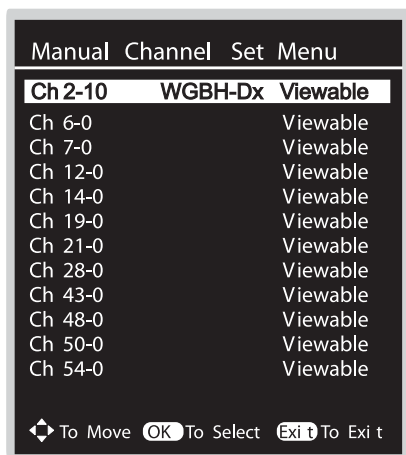 Manual Channel Set Menu
Ch 2-10 WGBH-Dx Viewable
Ch 6-0 Viewable
Ch 7-0 Viewable
Ch 12-0 Viewable
Ch 14-0 Viewable
Ch 19-0 Viewable
Ch 21-0 Viewable
Ch 28-0 Viewable
Ch 43-0 Viewable
Ch 48-0 Viewable
Ch 50-0 Viewable
Ch 54-0 Viewable
To Move OK To Select Exit To Exit